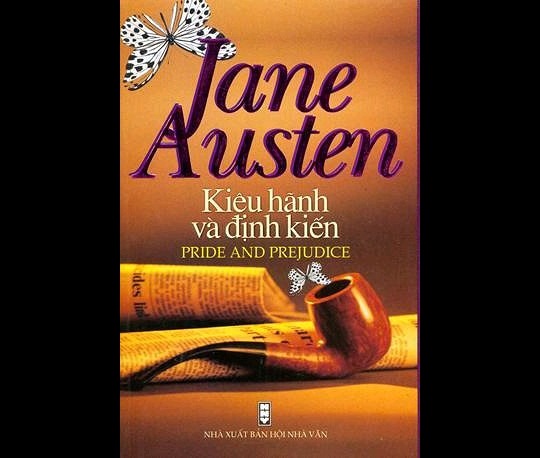 Jane
Austen
Kiêu hãnh
và định kiến
PRIDE AND PREJUDICE
NHÀ XUẤT BẢN HỘI NHÀ VĂN